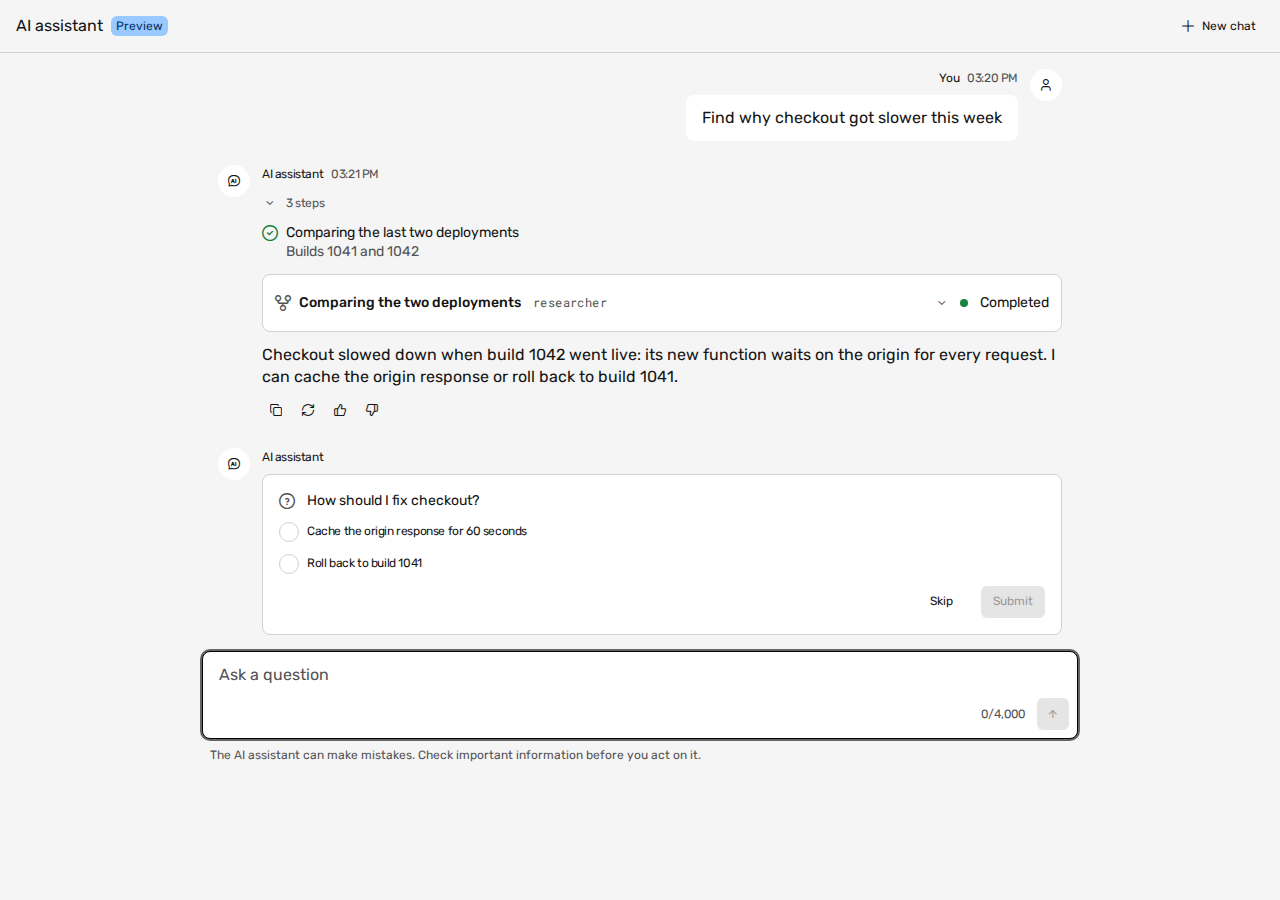 AI assistant Preview
New chat
You 03:20 PM
Find why checkout got slower this week
AI assistant 03:21 PM
3 steps
Comparing the last two deployments
Builds 1041 and 1042
Comparing the two deployments researcher Completed
Checkout slowed down when build 1042 went live: its new function waits on the origin for every request. I
can cache the origin response or roll back to build 1041.
AI assistant
How should I fix checkout?
Cache the origin response for 60 seconds
Roll back to build 1041
Skip Submit
Ask a question
0/4,000
The AI assistant can make mistakes. Check important information before you act on it.